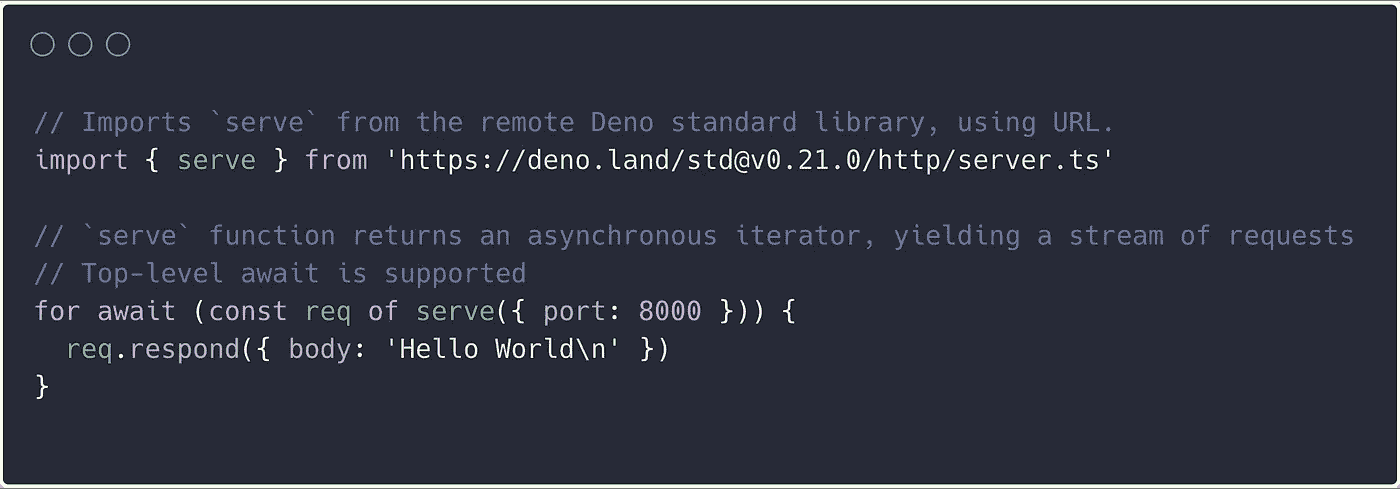 // Imports `serve` from the remote Deno standard library, using URL.
import { serve } from 'https://deno.land/std@v0.21.0/http/server.ts'
// `serve` function returns an asynchronous iterator, yielding a stream of requests
// Top-level await is supported
for await (const req of serve({ port: 8000 })) {
  req.respond({ body: 'Hello World\n' })
}